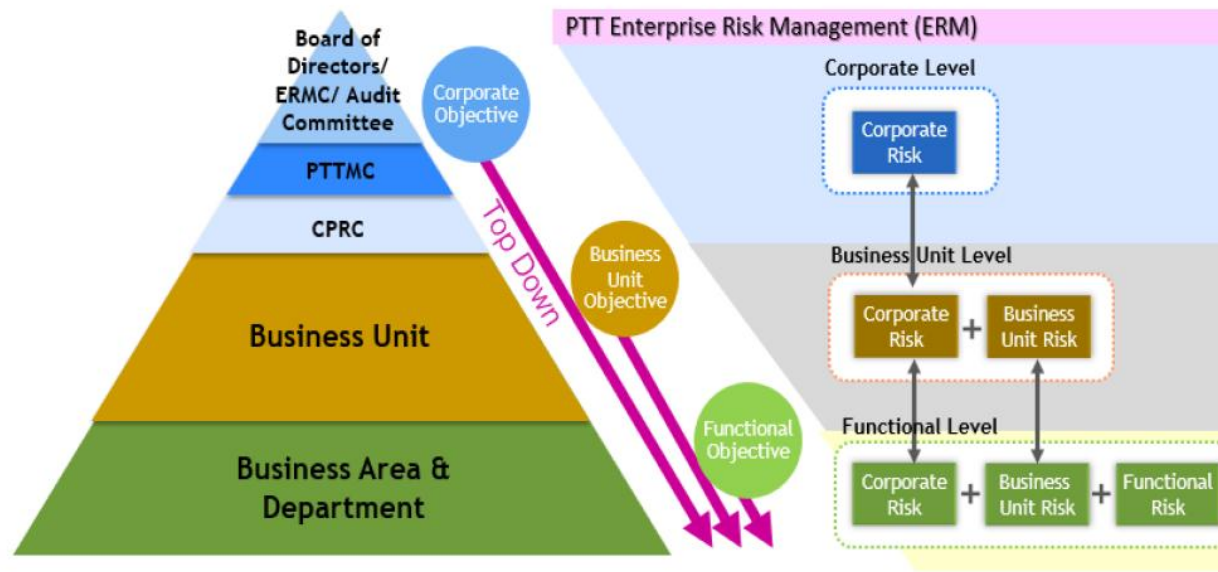 PTT Enterprise Risk Management (ERM)
Board of
Directors/
ERMC/ Audit
Committee
PTTMC
CPRC
Business Unit
Business Area &
Department
Corporate
Objective
Top Down
Business
Unit
Objective
Functional
Objective
Corporate Level
Corporate
Risk
Business Unit Level
Corporate
Risk
+
Business
Unit Risk
Functional Level
Corporate
Risk
+
Business
Unit Risk
+
Functional
Risk